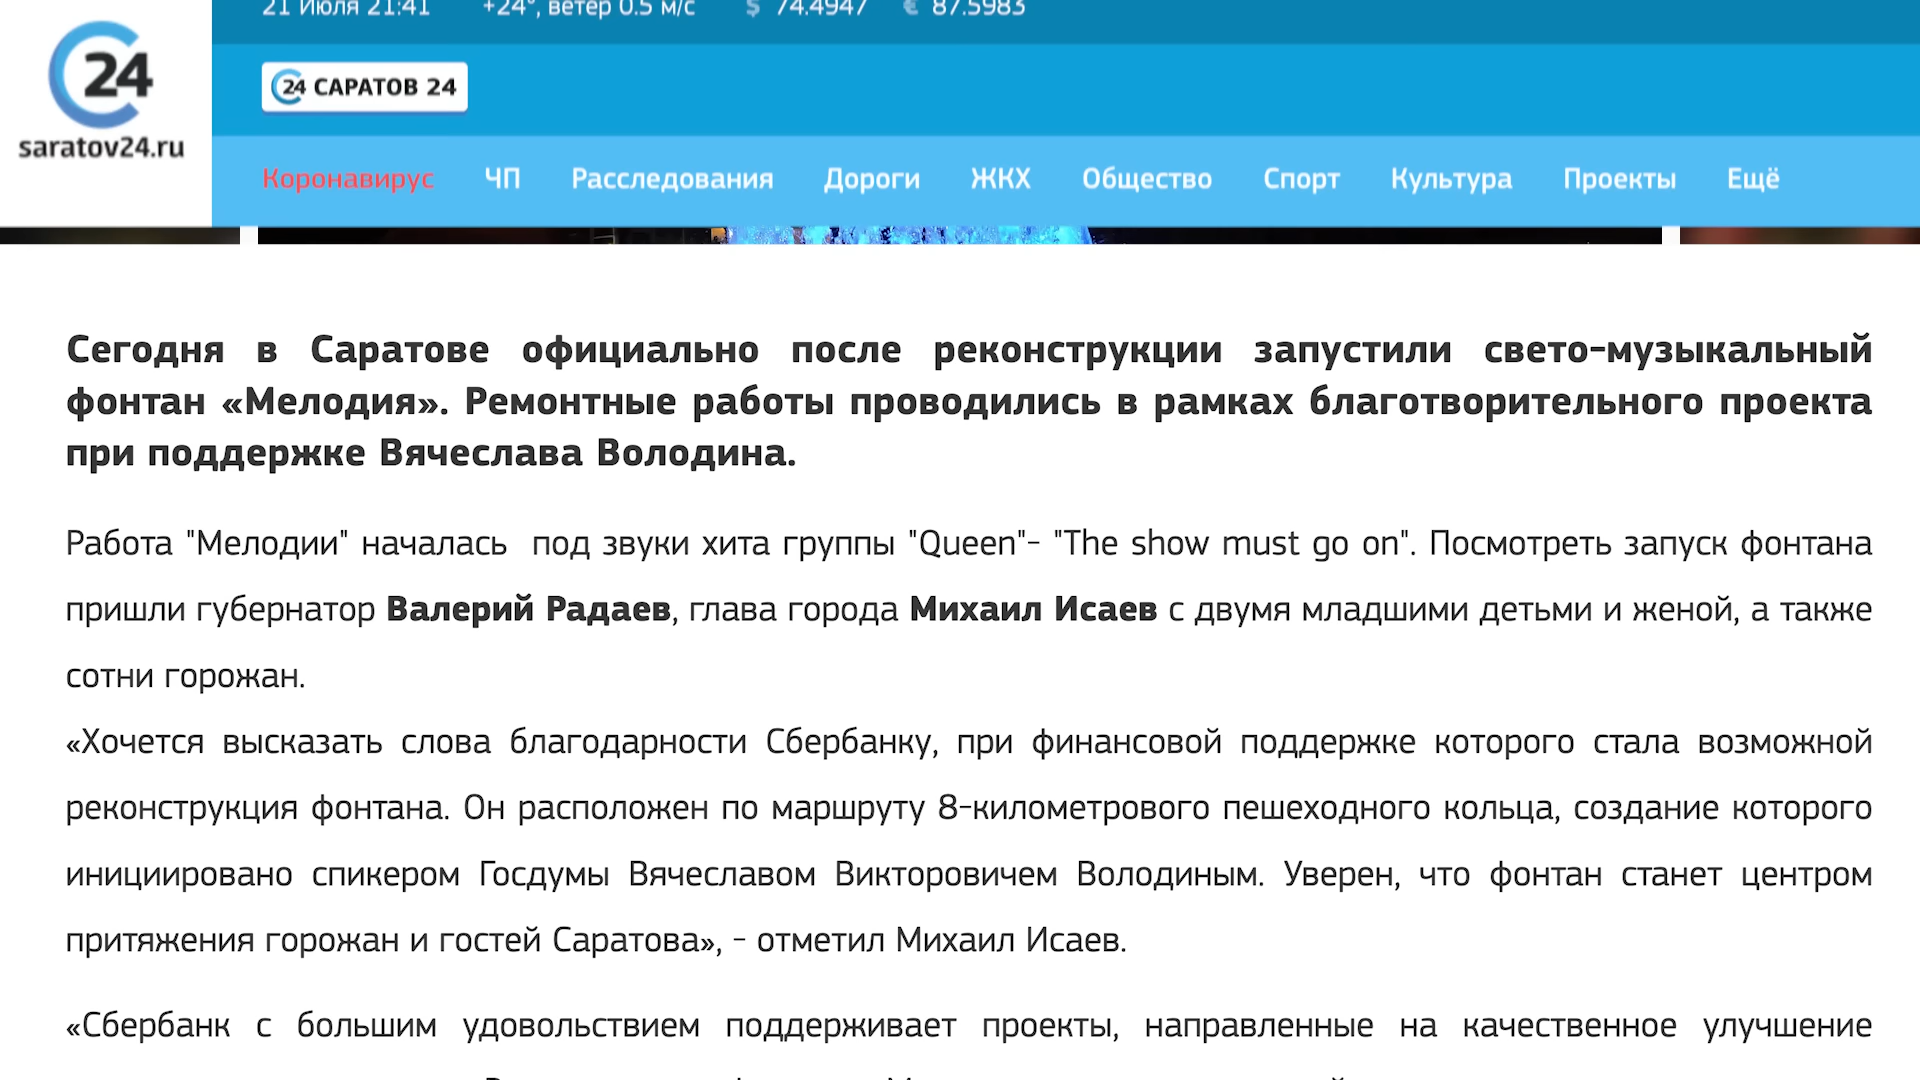 21 Июля 21:41 +24°, ветер 0.5 м/с $ 74.4947 € 87.5983
24
saratov24.ru
24 САРАТОВ 24
Коронавирус ЧП Расследования Дороги ЖКХ Общество Спорт Культура Проекты Ещё
Сегодня в Саратове официально после реконструкции запустили свето-музыкальный
фонтан «Мелодия». Ремонтные работы проводились в рамках благотворительного проекта
при поддержке Вячеслава Володина.
Работа "Мелодии" началась под звуки хита группы "Queen"- "The show must go on". Посмотреть запуск фонтана
пришли губернатор Валерий Радаев, глава города Михаил Исаев с двумя младшими детьми и женой, а также
сотни горожан.
«Хочется высказать слова благодарности Сбербанку, при финансовой поддержке которого стала возможной
реконструкция фонтана. Он расположен по маршруту 8-километрового пешеходного кольца, создание которого
инициировано спикером Госдумы Вячеславом Викторовичем Володиным. Уверен, что фонтан станет центром
притяжения горожан и гостей Саратова», - отметил Михаил Исаев.
«Сбербанк с большим удовольствием поддерживает проекты, направленные на качественное улучшение